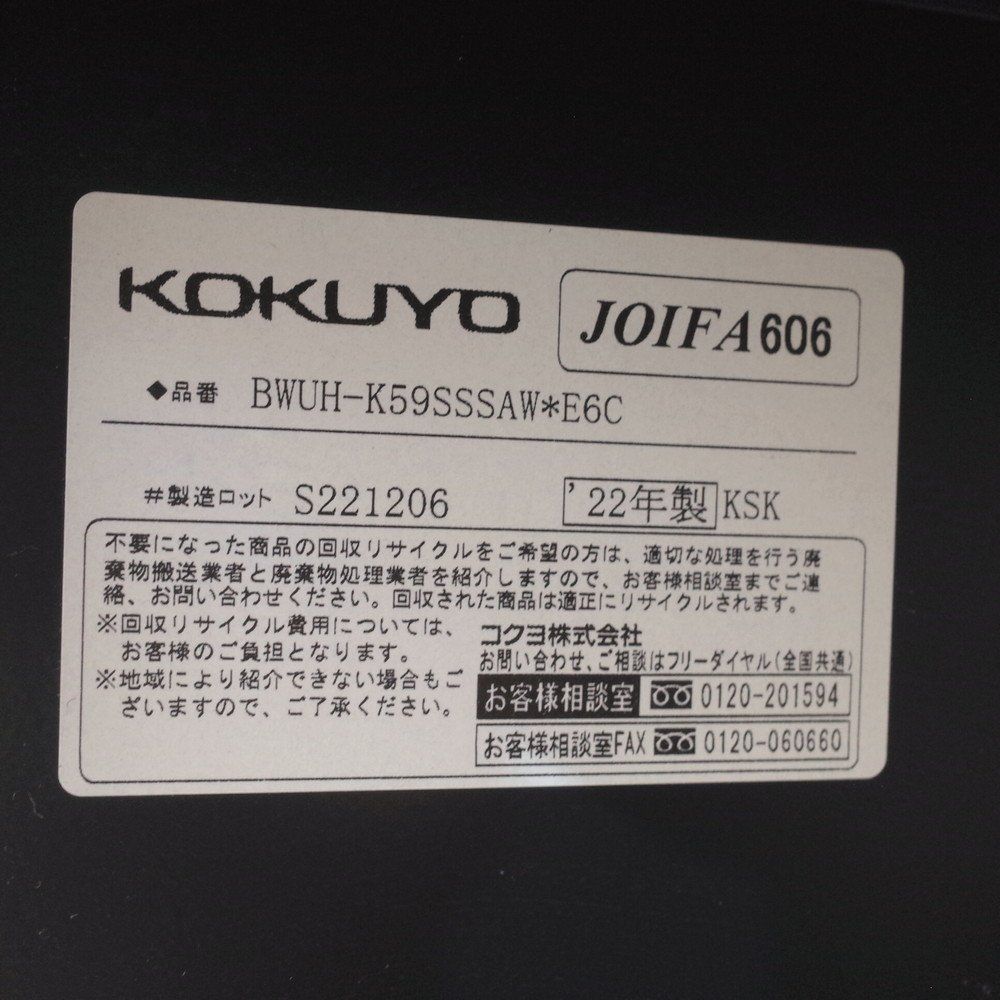 KOKUYO
JOIFA606
◆品番 BWUH-K59SSSAW*E6C
#製造ロット S221206 '22年製 KSK
不要になった商品の回収リサイクルをご希望の方は、適切な処理を行う廃
棄物搬送業者と廃棄物処理業者を紹介しますので、お客様相談室までご連
絡、お問い合わせください。回収された商品は適正にリサイクルされます。
※回収リサイクル費用については、
お客様のご負担となります。
※地域により紹介できない場合もご
ざいますので、ご了承ください。
コクヨ株式会社
お問い合わせ、ご相談はフリーダイヤル(全国共通)
お客様相談室 0120-201594
お客様相談室FAX 0120-060660